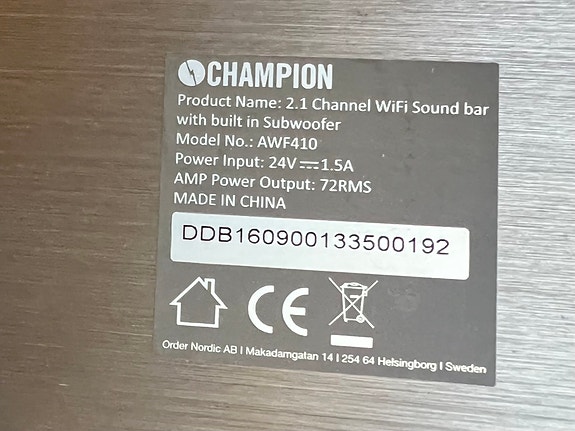 CHAMPION
Product Name: 2.1 Channel WiFi Sound bar
with built in Subwoofer
Model No.: AWF410
Power Input: 24V⎓1.5A
AMP Power Output: 72RMS
MADE IN CHINA
DDB160900133500192
CE
Order Nordic AB I Makadamgatan 14 I 254 64 Helsingborg I Sweden